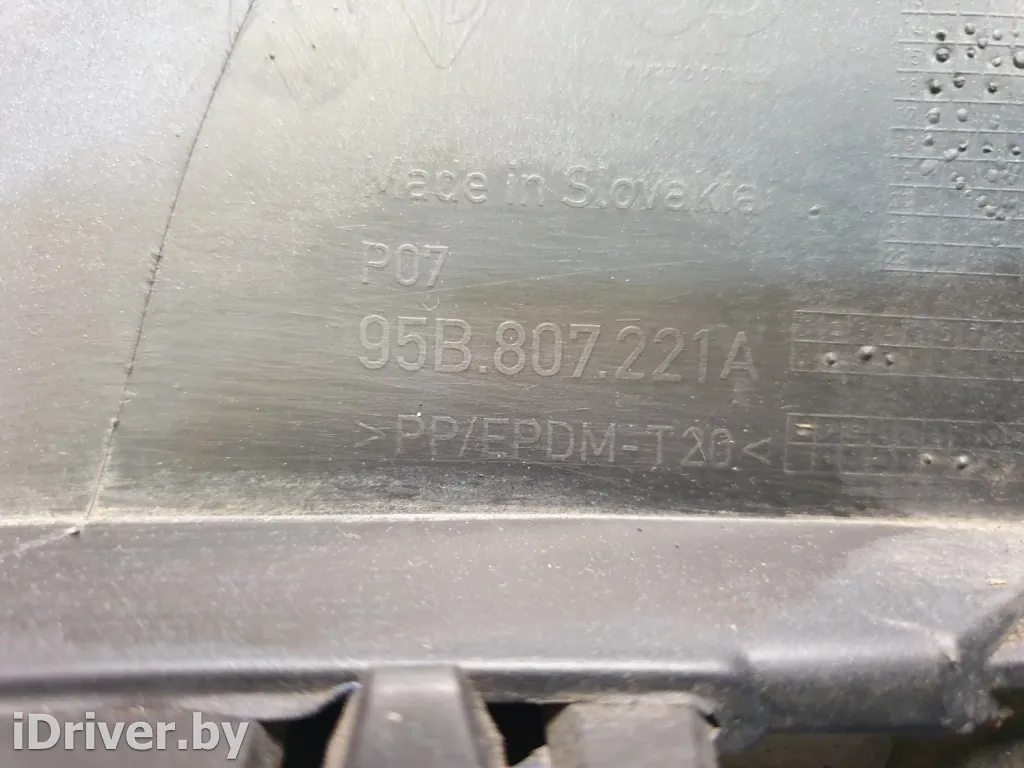 Made in Slovakia
P07
95B.807.221A
>PP/EPDM-T20<
iDriver.by